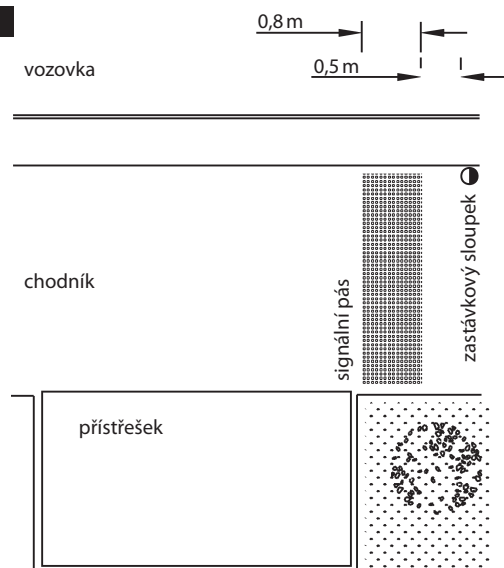 0,8 m
vozovka
0,5 m
chodník
signální pás
zastávkový sloupek
přístřešek